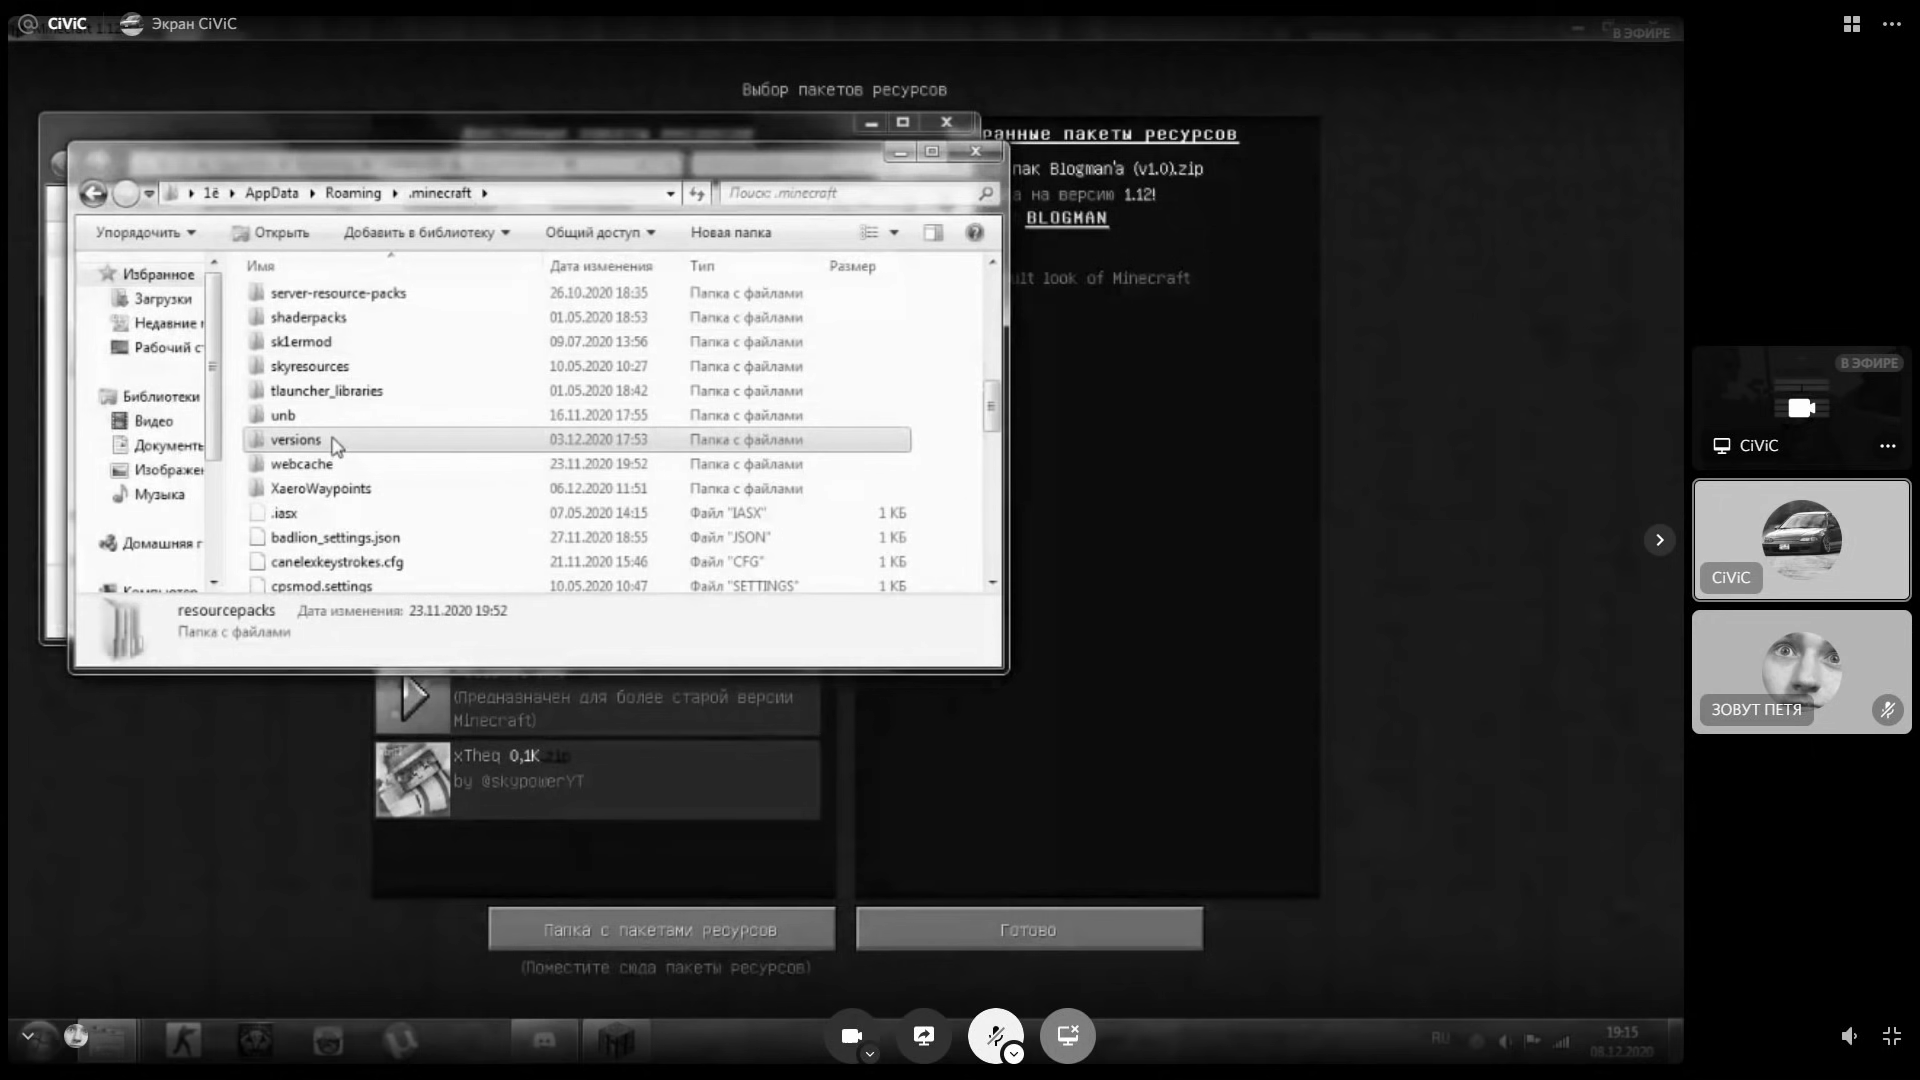 CiViC
Экран CiViC
В ЭФИРЕ
Выбор пакетов ресурсов
ранные пакеты ресурсов
пак Blogman'a (v1.0).zip
а на версию 1.12!
BLOGMAN
ult look of Minecraft
1ё
AppData
Roaming
.minecraft
Поиск: .minecraft
Упорядочить
Открыть
Добавить в библиотеку
Общий доступ
Новая папка
Избранное
Загрузки
Недавние
Рабочий с
Библиотеки
Видео
Документы
Изображе
Музыка
Домашняя г
Имя Дата изменения Тип Размер
server-resource-packs 26.10.2020 18:35 Папка с файлами
shaderpacks 01.05.2020 18:53 Папка с файлами
sk1ermod 09.07.2020 13:56 Папка с файлами
skyresources 10.05.2020 10:27 Папка с файлами
tlauncher_libraries 01.05.2020 18:42 Папка с файлами
unb 16.11.2020 17:55 Папка с файлами
versions 03.12.2020 17:53 Папка с файлами
webcache 23.11.2020 19:52 Папка с файлами
XaeroWaypoints 06.12.2020 11:51 Папка с файлами
.iasx 07.05.2020 14:15 Файл "IASX" 1 КБ
badlion_settings.json 27.11.2020 18:55 Файл "JSON" 1 КБ
canelexkeystrokes.cfg 21.11.2020 15:46 Файл "CFG" 1 КБ
cpsmod.settings 10.05.2020 10:47 Файл "SETTINGS" 1 КБ
resourcepacks Дата изменения: 23.11.2020 19:52
Папка с файлами
(Предназначен для более старой версии
Minecraft)
xTheq 0,1K.zip
by @skypowerYT
Папка с пакетами ресурсов
Готово
(Поместите сюда пакеты ресурсов)
В ЭФИРЕ
CiViC
CiViC
ЗОВУТ ПЕТЯ
RU
19:15
08.12.2020